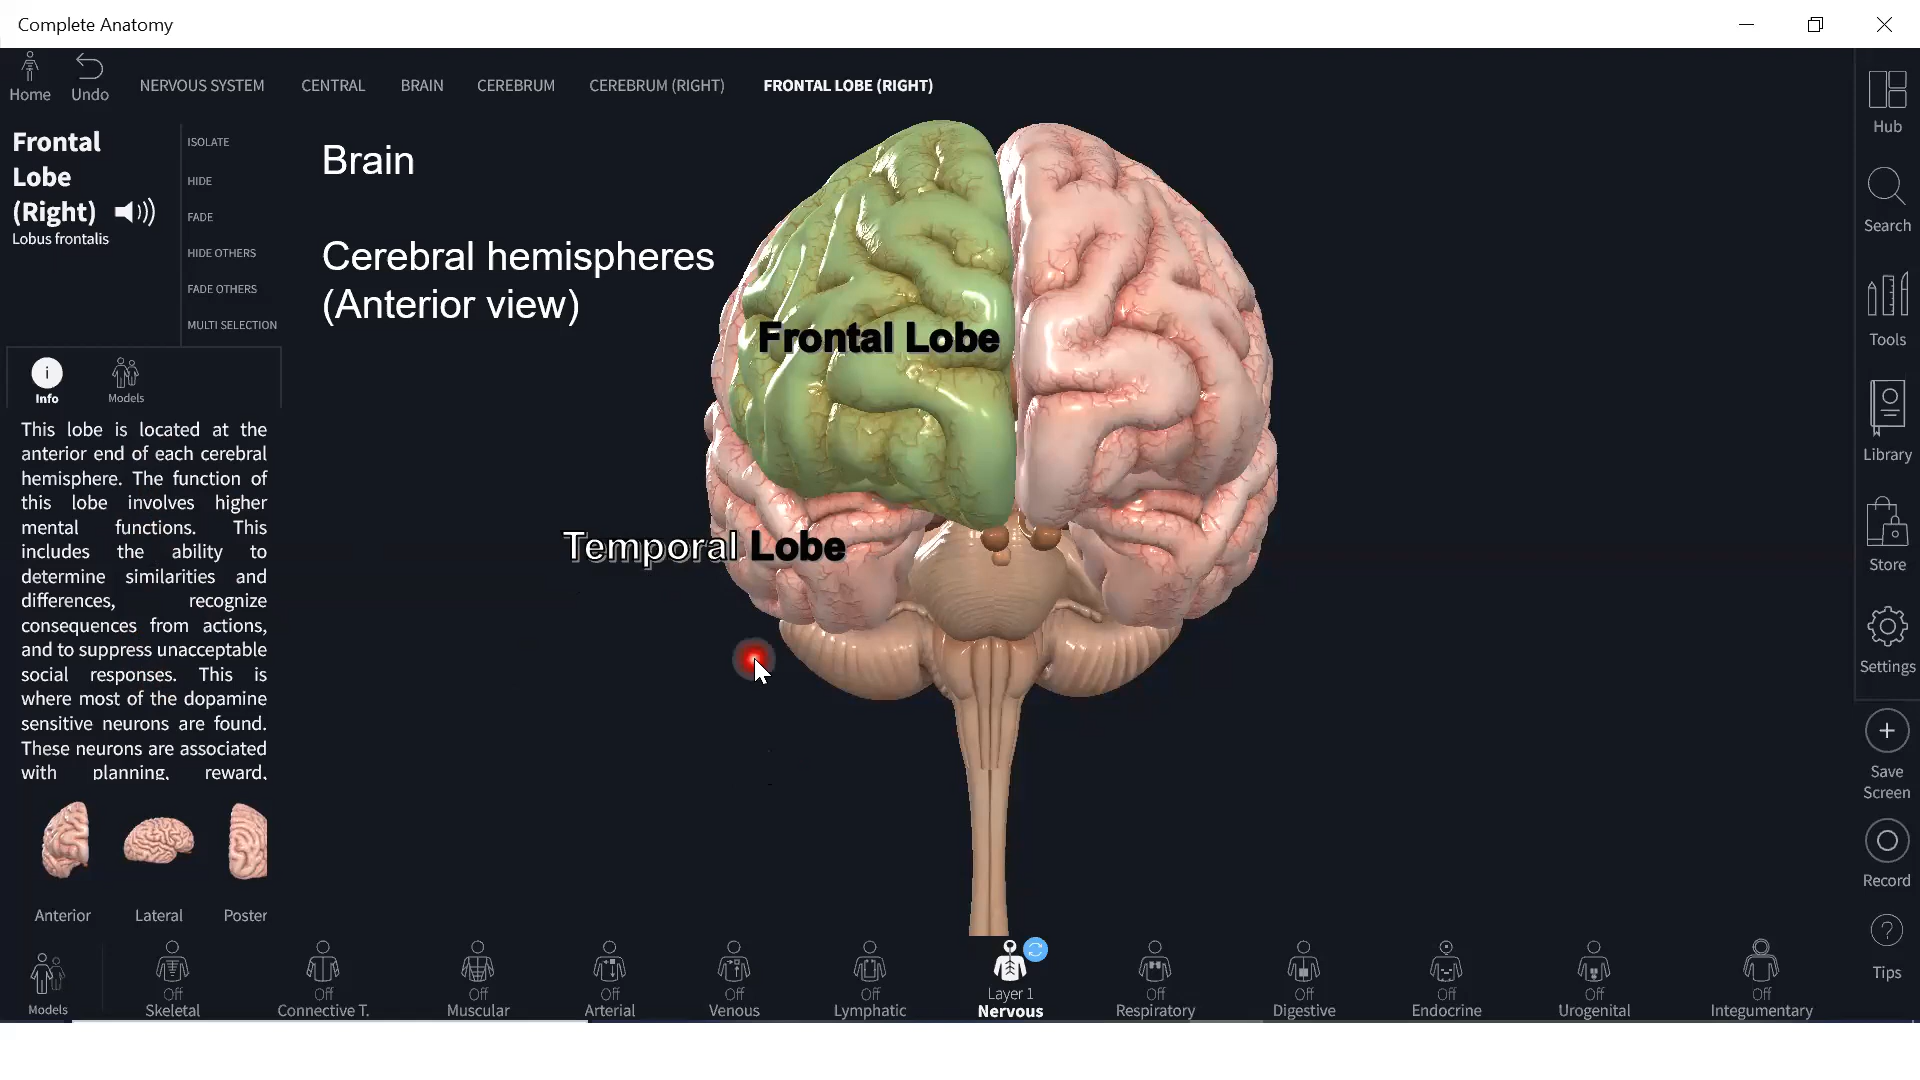 Complete Anatomy
Home
Undo
NERVOUS SYSTEM
CENTRAL
BRAIN
CEREBRUM
CEREBRUM (RIGHT)
FRONTAL LOBE (RIGHT)
Frontal
Lobe
(Right)
Lobus frontalis
ISOLATE
HIDE
FADE
HIDE OTHERS
FADE OTHERS
MULTI SELECTION
i
Info
Models
This lobe is located at the
anterior end of each cerebral
hemisphere. The function of
this lobe involves higher
mental functions. This
includes the ability to
determine similarities and
differences, recognize
consequences from actions,
and to suppress unacceptable
social responses. This is
where most of the dopamine
sensitive neurons are found.
These neurons are associated
with planning, reward,
Anterior
Lateral
Poster
Brain
Cerebral hemispheres
(Anterior view)
Frontal Lobe
Temporal Lobe
Hub
Search
Tools
Library
Store
Settings
Save
Screen
Record
?
Tips
Models
Off
Skeletal
Off
Connective T.
Off
Muscular
Off
Arterial
Off
Venous
Off
Lymphatic
Layer 1
Nervous
Off
Respiratory
Off
Digestive
Off
Endocrine
Off
Urogenital
Off
Integumentary